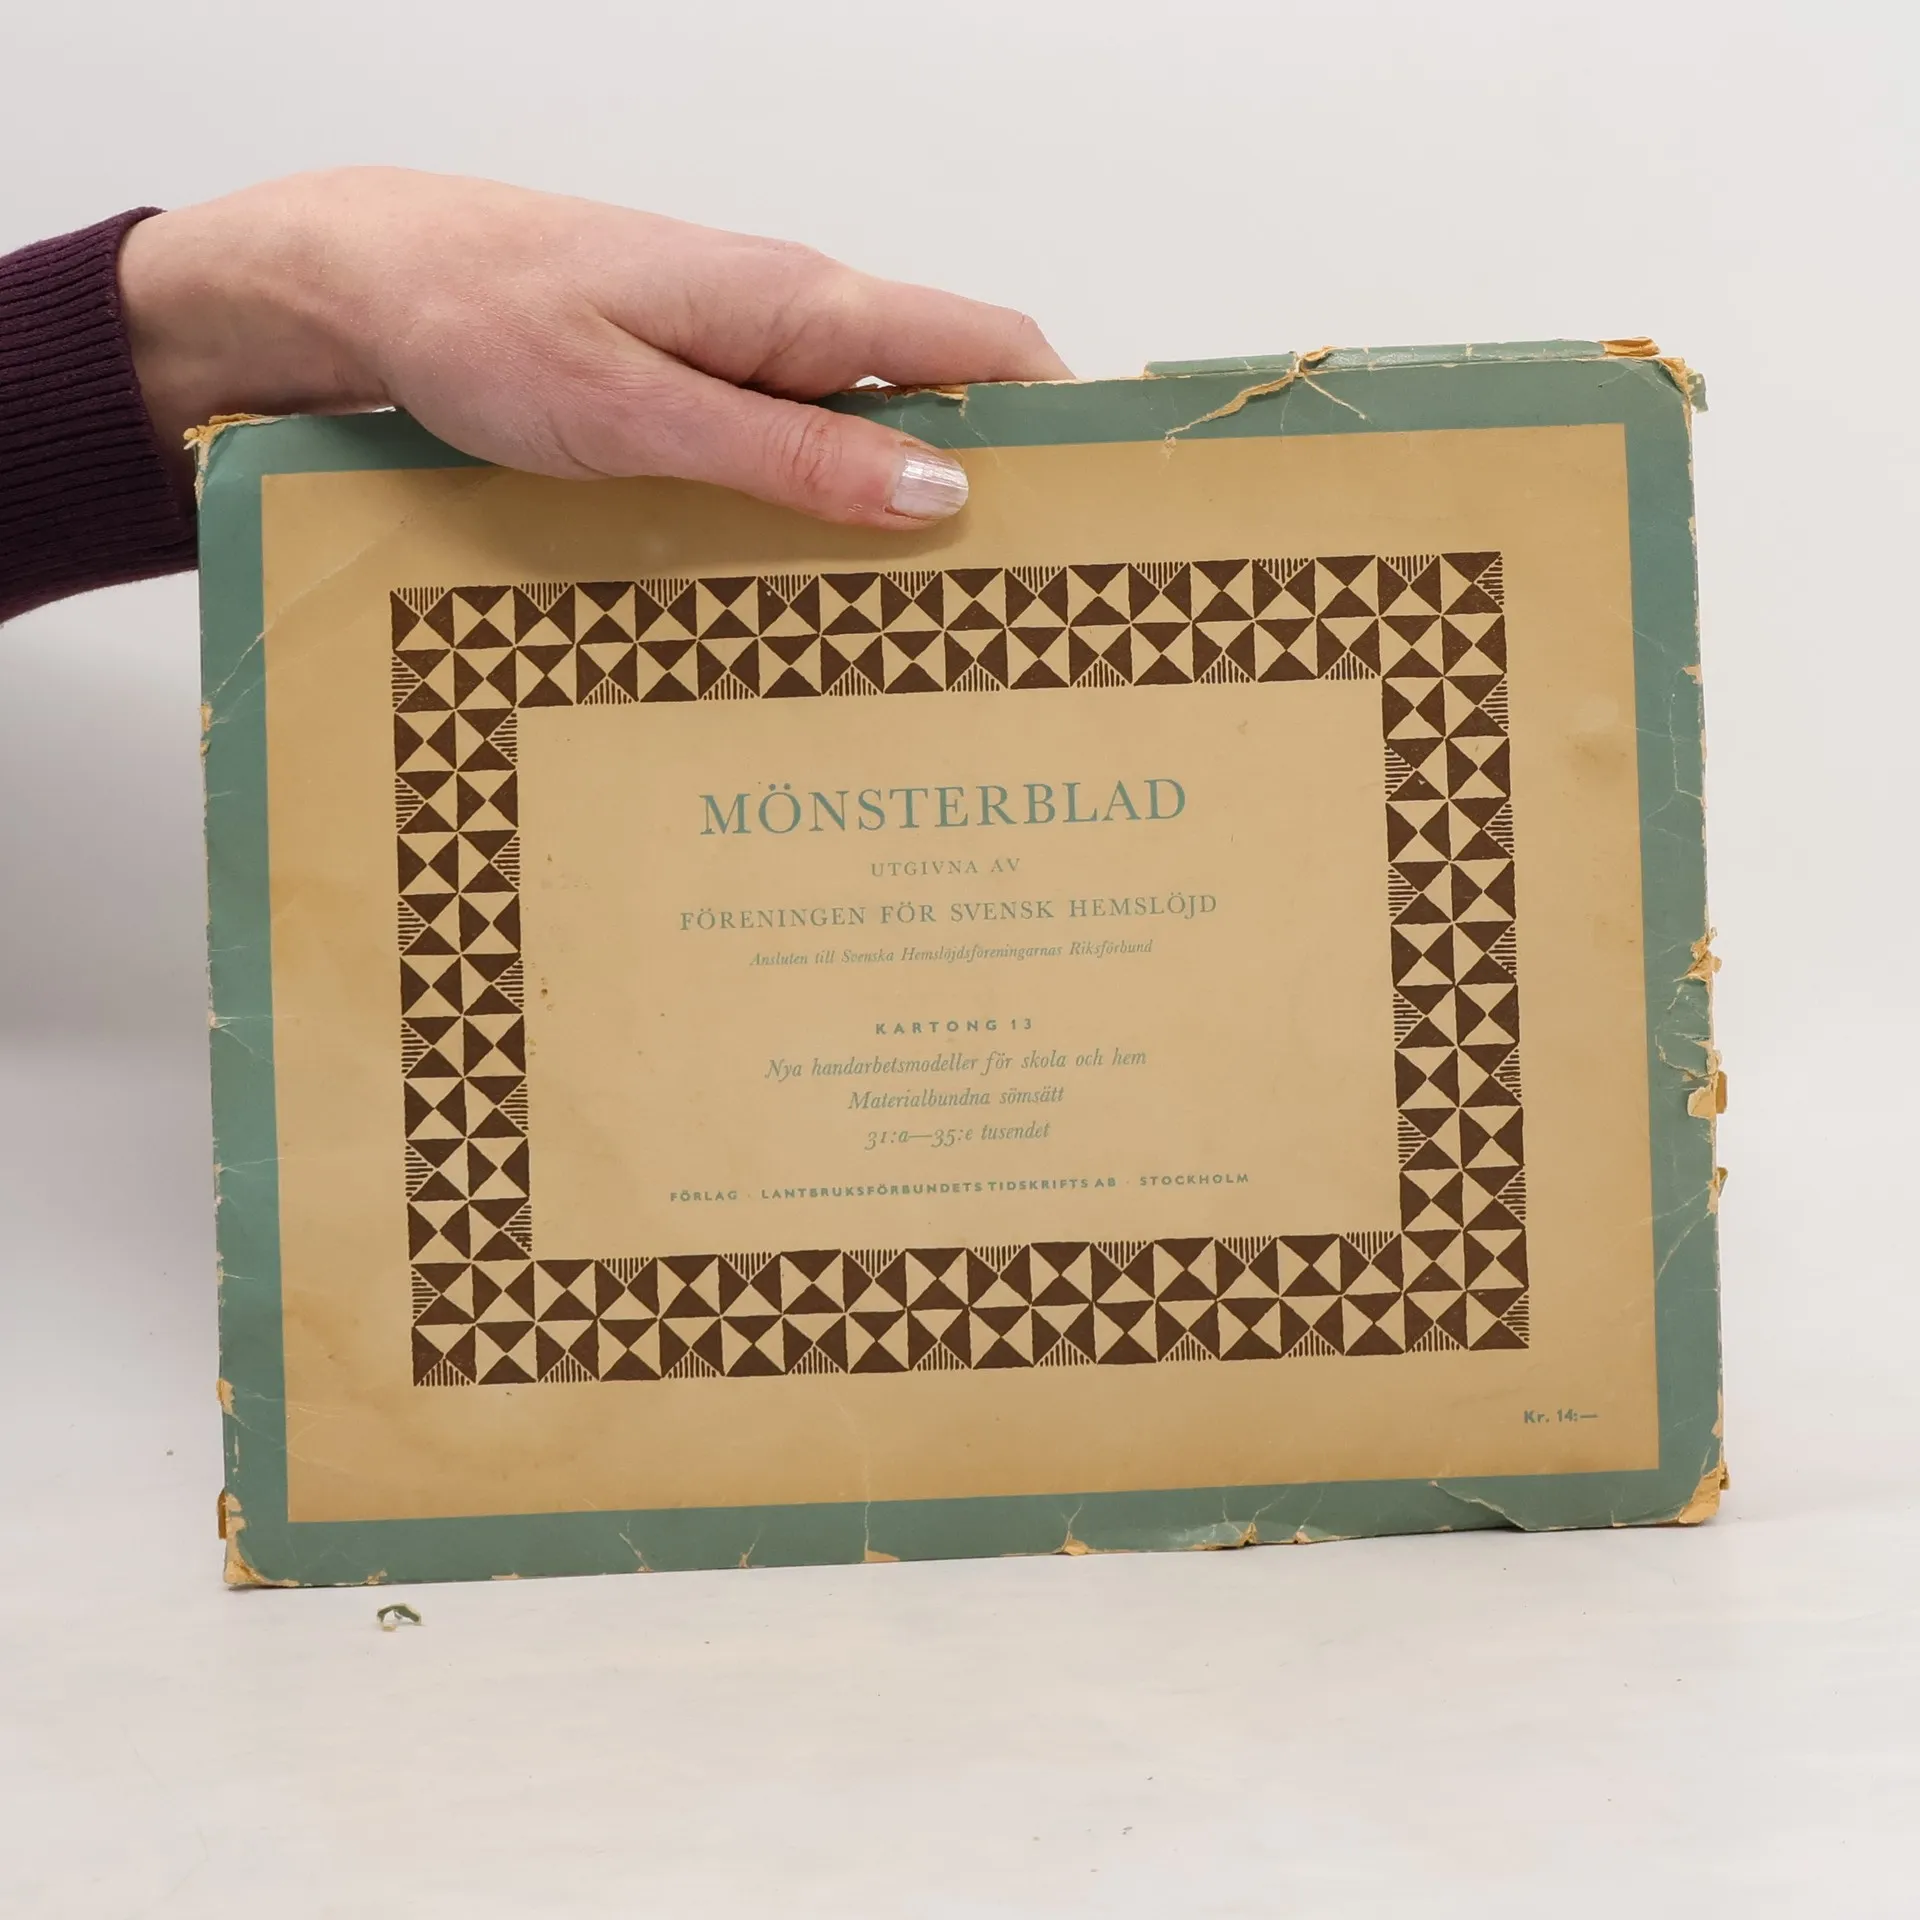 MÖNSTERBLAD
UTGIVNA AV
FÖRENINGEN FÖR SVENSK HEMSLÖJD
Ansluten till Svenska Hemslöjdsföreningarnas Riksförbund
KARTONG 13
Nya handarbetsmodeller för skola och hem
Materialbundna sömsätt
31:a—35:e tusendet
FÖRLAG · LANTBRUKSFÖRBUNDETS TIDSKRIFTS AB · STOCKHOLM
Kr. 14:—